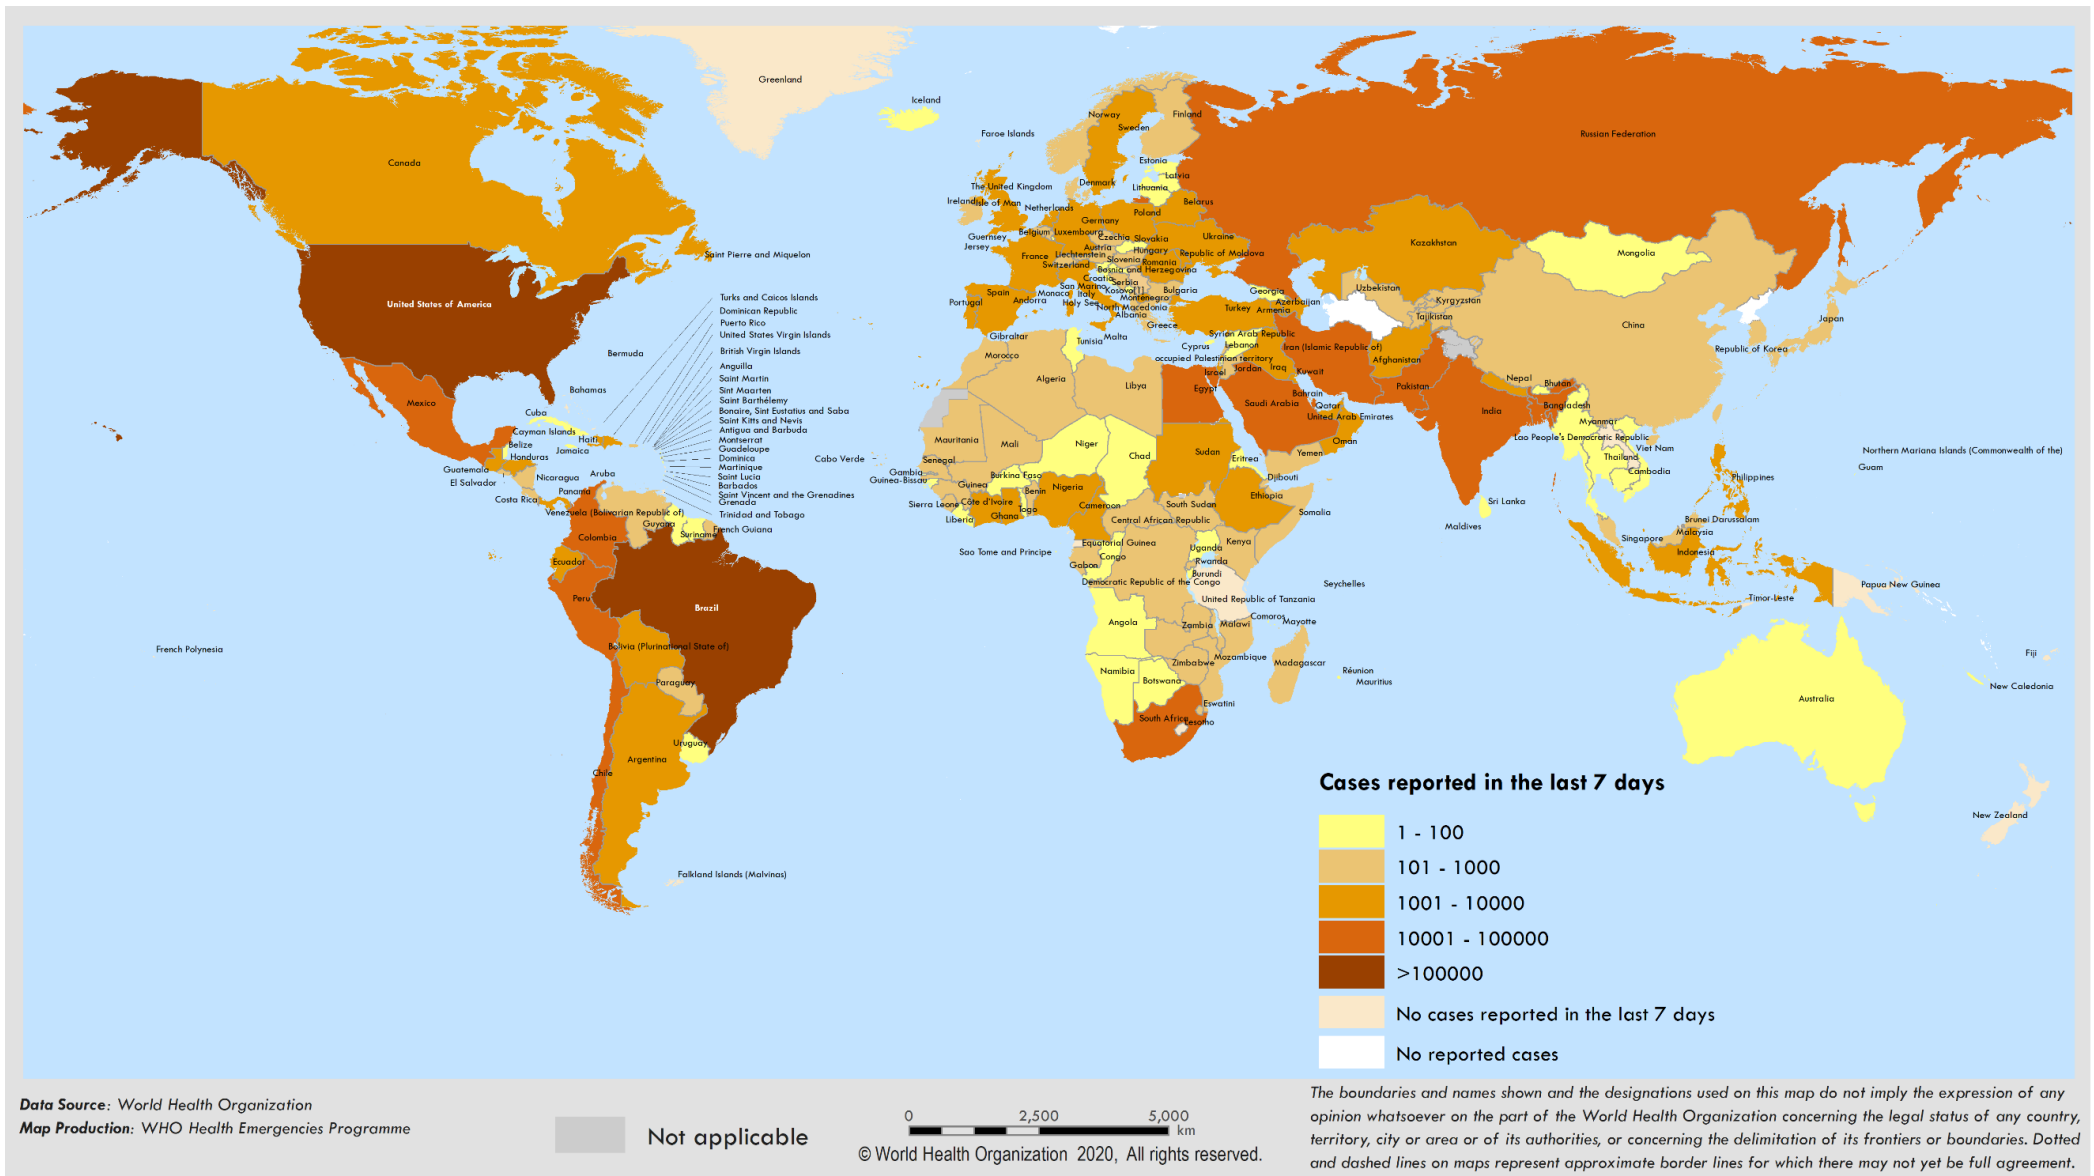 Greenland
Iceland
Faroe Islands
Norway
Sweden
Finland
Russian Federation
Canada
Estonia
Latvia
Lithuania
Denmark
The United Kingdom
Ireland
Isle of Man
Netherlands
Poland
Belarus
Germany
Guernsey
Jersey
Belgium
Luxembourg
Czechia
Slovakia
Ukraine
Austria
Hungary
Republic of Moldova
France
Liechtenstein
Switzerland
Slovenia
Romania
Bosnia and Herzegovina
Croatia
Serbia
San Marino
Monaco
Italy
Kosovo[1]
Bulgaria
Spain
Andorra
Holy See
Montenegro
North Macedonia
Albania
Portugal
Greece
Gibraltar
Malta
Tunisia
Morocco
Kazakhstan
Mongolia
Georgia
Azerbaijan
Turkey
Armenia
Uzbekistan
Kyrgyzstan
Tajikistan
China
Japan
Republic of Korea
Syrian Arab Republic
Cyprus
Lebanon
Iran (Islamic Republic of)
Afghanistan
occupied Palestinian territory
Israel
Jordan
Iraq
Kuwait
Saint Pierre and Miquelon
United States of America
Turks and Caicos Islands
Dominican Republic
Puerto Rico
United States Virgin Islands
British Virgin Islands
Anguilla
Saint Martin
Sint Maarten
Saint Barthélemy
Bonaire, Sint Eustatius and Saba
Saint Kitts and Nevis
Antigua and Barbuda
Montserrat
Guadeloupe
Dominica
Martinique
Saint Lucia
Barbados
Saint Vincent and the Grenadines
Grenada
Trinidad and Tobago
Bermuda
Bahamas
Mexico
Cuba
Cayman Islands
Haiti
Belize
Jamaica
Honduras
Guatemala
El Salvador
Nicaragua
Aruba
Costa Rica
Panama
Venezuela (Bolivarian Republic of)
Guyana
French Guiana
Suriname
Colombia
Ecuador
Peru
Brazil
Bolivia (Plurinational State of)
Paraguay
Uruguay
Argentina
Chile
Falkland Islands (Malvinas)
French Polynesia
Algeria
Libya
Egypt
Saudi Arabia
Bahrain
Qatar
United Arab Emirates
Oman
Yemen
Pakistan
Nepal
Bhutan
India
Bangladesh
Myanmar
Lao People's Democratic Republic
Viet Nam
Thailand
Cambodia
Philippines
Sri Lanka
Maldives
Northern Mariana Islands (Commonwealth of the)
Guam
Brunei Darussalam
Malaysia
Singapore
Indonesia
Timor-Leste
Papua New Guinea
Cabo Verde
Mauritania
Mali
Niger
Chad
Sudan
Eritrea
Djibouti
Senegal
Gambia
Guinea-Bissau
Guinea
Burkina Faso
Benin
Nigeria
Sierra Leone
Côte d'Ivoire
Liberia
Ghana
Togo
Cameroon
Central African Republic
South Sudan
Ethiopia
Somalia
Sao Tome and Principe
Equatorial Guinea
Gabon
Congo
Democratic Republic of the Congo
Uganda
Kenya
Rwanda
Burundi
United Republic of Tanzania
Seychelles
Angola
Zambia
Malawi
Comoros
Mayotte
Namibia
Botswana
Zimbabwe
Mozambique
Madagascar
Réunion
Mauritius
South Africa
Lesotho
Eswatini
Australia
Fiji
New Caledonia
New Zealand
Cases reported in the last 7 days
1 - 100
101 - 1000
1001 - 10000
10001 - 100000
>100000
No cases reported in the last 7 days
No reported cases
Data Source: World Health Organization
Map Production: WHO Health Emergencies Programme
Not applicable
0 2,500 5,000
km
© World Health Organization 2020, All rights reserved.
The boundaries and names shown and the designations used on this map do not imply the expression of any
opinion whatsoever on the part of the World Health Organization concerning the legal status of any country,
territory, city or area or of its authorities, or concerning the delimitation of its frontiers or boundaries. Dotted
and dashed lines on maps represent approximate border lines for which there may not yet be full agreement.